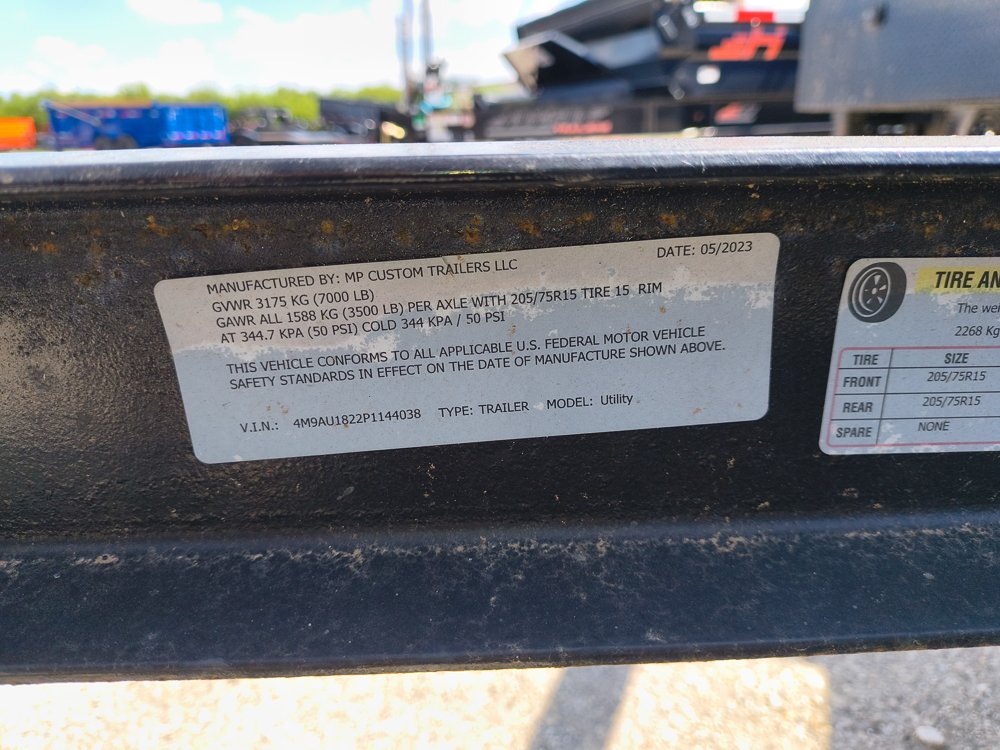 MANUFACTURED BY: MP CUSTOM TRAILERS LLC DATE: 05/2023
GVWR 3175 KG (7000 LB)
GAWR ALL 1588 KG (3500 LB) PER AXLE WITH 205/75R15 TIRE 15 RIM
AT 344.7 KPA (50 PSI) COLD 344 KPA / 50 PSI
THIS VEHICLE CONFORMS TO ALL APPLICABLE U.S. FEDERAL MOTOR VEHICLE
SAFETY STANDARDS IN EFFECT ON THE DATE OF MANUFACTURE SHOWN ABOVE.
V.I.N.: 4M9AU1822P1144038 TYPE: TRAILER MODEL: Utility
TIRE AN
The wei
2268 Kg
TIRE SIZE
FRONT 205/75R15
REAR 205/75R15
SPARE NONE